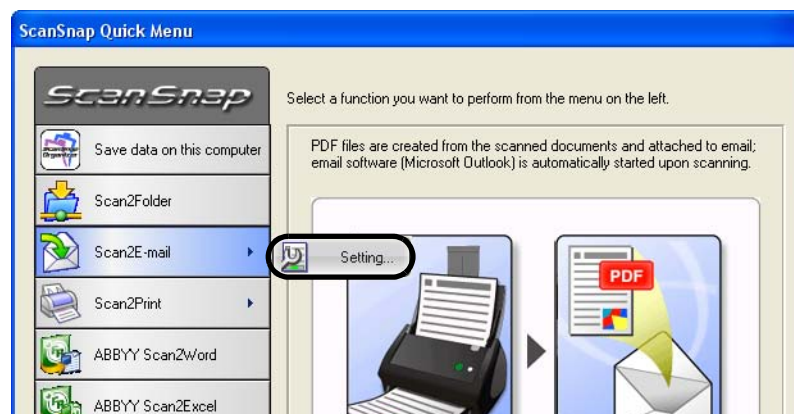 ScanSnap Quick Menu
ScanSnap
Select a function you want to perform from the menu on the left.
Save data on this computer
PDF files are created from the scanned documents and attached to email;
email software (Microsoft Outlook) is automatically started upon scanning.
Scan2Folder
Scan2E-mail
Setting...
PDF
Scan2Print
ABBYY Scan2Word
ABBYY Scan2Excel